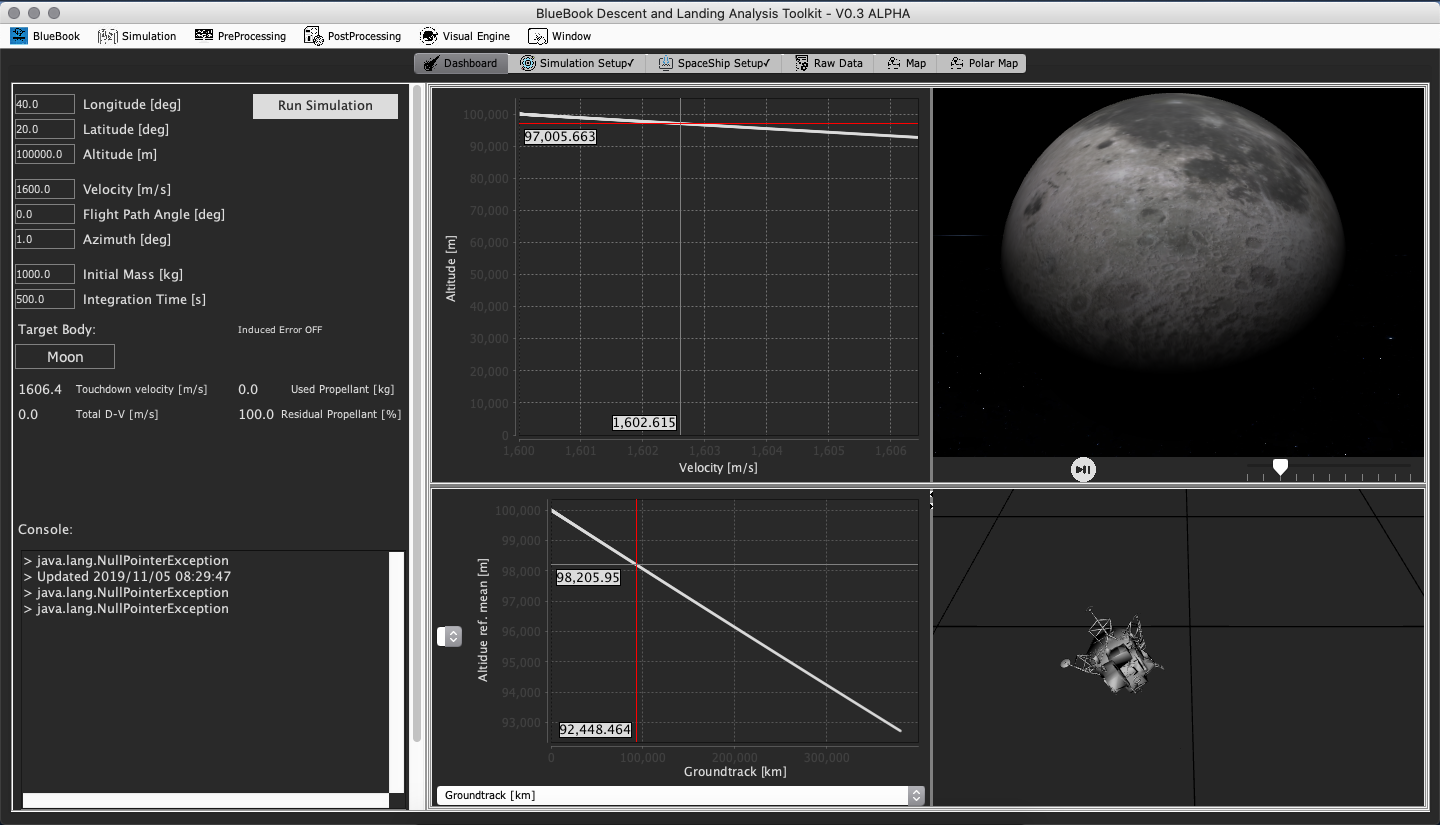 BlueBook Descent and Landing Analysis Toolkit - V0.3 ALPHA
BlueBook Simulation PreProcessing PostProcessing Visual Engine Window
Dashboard Simulation Setup✓ SpaceShip Setup✓ Raw Data Map Polar Map
40.0 Longitude [deg] Run Simulation
20.0 Latitude [deg]
100000.0 Altitude [m]
1600.0 Velocity [m/s]
0.0 Flight Path Angle [deg]
1.0 Azimuth [deg]
1000.0 Initial Mass [kg]
500.0 Integration Time [s]
Target Body: Induced Error OFF
Moon
1606.4 Touchdown velocity [m/s] 0.0 Used Propellant [kg]
0.0 Total D-V [m/s] 100.0 Residual Propellant [%]
Console:
> java.lang.NullPointerException
> Updated 2019/11/05 08:29:47
> java.lang.NullPointerException
> java.lang.NullPointerException
Altitude [m]
100,000
97,005.663
90,000
80,000
70,000
60,000
50,000
40,000
30,000
20,000
10,000
1,602.615
0
1,600 1,601 1,602 1,603 1,604 1,605 1,606
Velocity [m/s]
Altidue ref. mean [m]
100,000
99,000
98,000
98,205.95
97,000
96,000
95,000
94,000
93,000
92,448.464
0 100,000 200,000 300,000
Groundtrack [km]
Groundtrack [km]